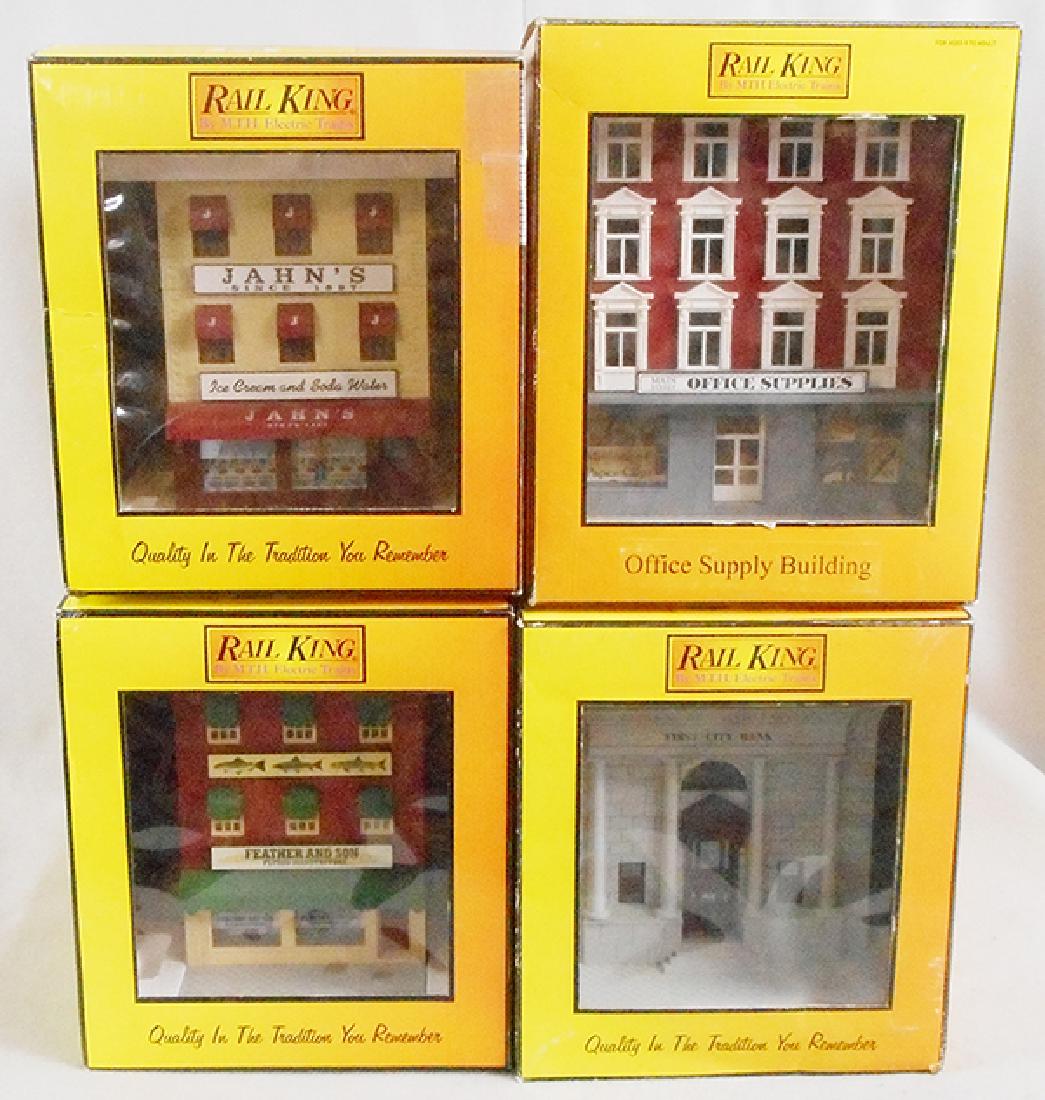 RAIL KING
By M.T.H. Electric Trains
J J J
JAHN'S
SINCE 1897
J J J
Ice Cream and Soda Water
JAHN'S
SINCE 1897
Quality In The Tradition You Remember
RAIL KING
By M.T.H. Electric Trains
MAIN
OFFICE SUPPLIES
Office Supply Building
RAIL KING
By M.T.H. Electric Trains
FEATHER AND SON
Quality In The Tradition You Remember
RAIL KING
By M.T.H. Electric Trains
FIRST CITY BANK
Quality In The Tradition You Remember